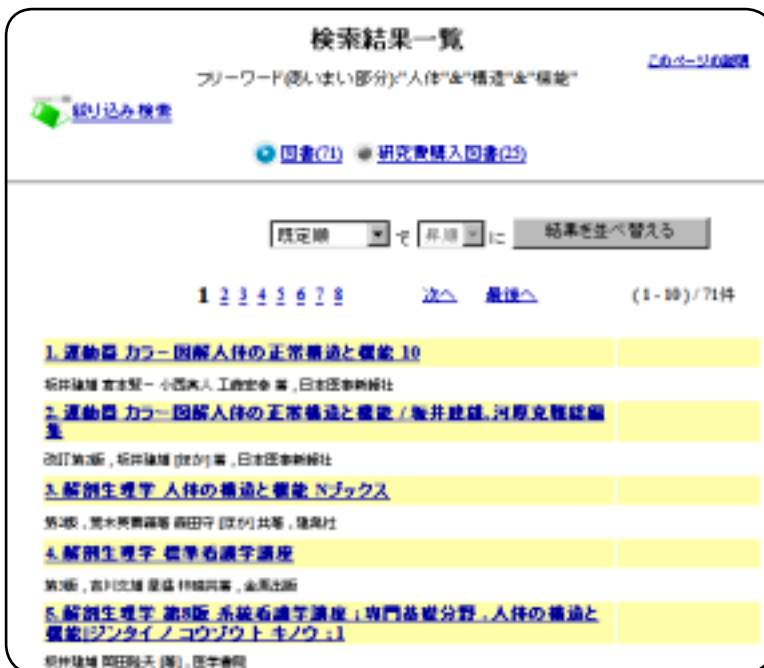 検索結果一覧
このページの説明
フリーワード(あいまい部分):"人体"&"構造"&"機能"
絞り込み検索
図書(71) 研究費購入図書(25)
既定順 で 昇順 に 結果を並べ替える
1 2 3 4 5 6 7 8 次へ 最後へ (1-10)/71件
1. 運動器 カラー図解人体の正常構造と機能 10
坂井建雄 宮本賢一 小西真人 工藤宏幸 著 , 日本医事新報社
2. 運動器 カラー図解人体の正常構造と機能 / 坂井建雄, 河原克雅総編
集
改訂第2版 , 坂井建雄 [ほか] 著 , 日本医事新報社
3. 解剖生理学 人体の構造と機能 Nブックス
第2版 , 荒木英爾編著 森田守 [ほか] 共著 , 建帛社
4. 解剖生理学 標準看護学講座
第3版 , 共著 , 金原出版
5. 解剖生理学 第8版 系統看護学講座 ; 専門基礎分野 . 人体の構造と
機能||ジンタイ ノ コウゾウ ト キノウ ; 1
坂井建雄 岡田隆夫 [著] , 医学書院